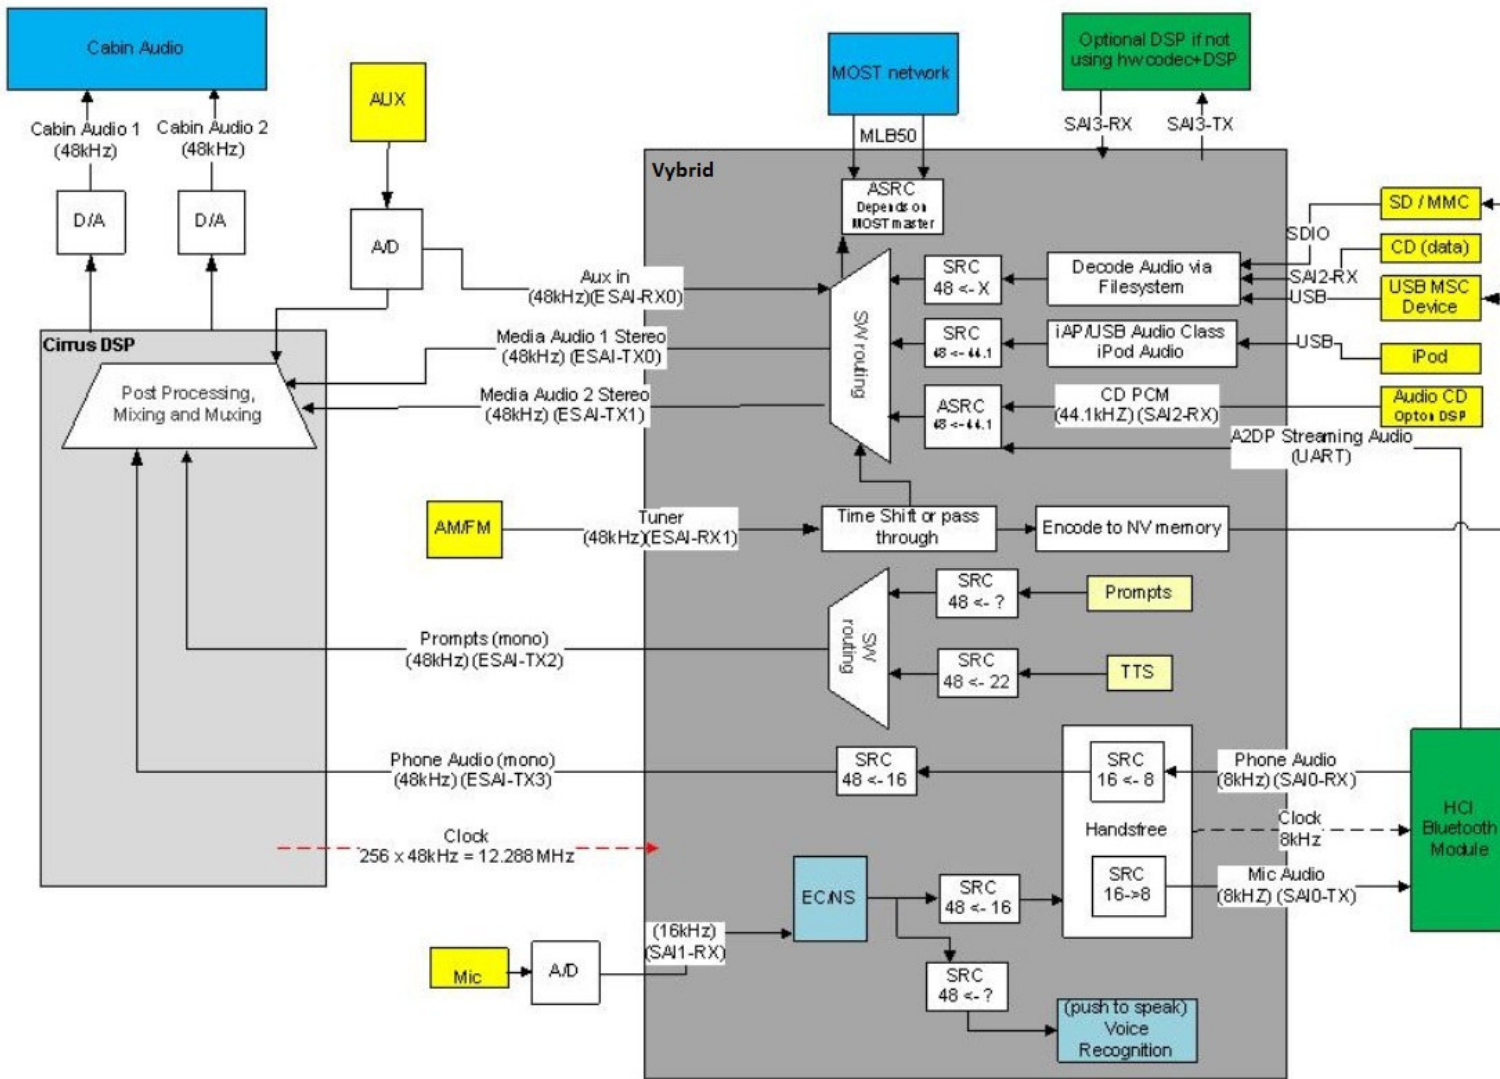 Cabin Audio
Cabin Audio 1
(48kHz)
Cabin Audio 2
(48kHz)
D/A
D/A
AUX
A/D
MOST network
MLB50
Optional DSP if not
using hwcodec+DSP
SAI3-RX
SAI3-TX
Vybrid
ASRC
Depends on
MOST master
SD / MMC
SDIO
CD (data)
SAI2-RX
USB MSC
Device
USB
Aux in
(48kHz)(ESAI-RX0)
SRC
48 <- X
Decode Audio via
Filesystem
Cirrus DSP
Post Processing,
Mixing and Muxing
Media Audio 1 Stereo
(48kHz) (ESAI-TX0)
S/W routing
SRC
48 <- 44.1
iAP/USB Audio Class
iPod Audio
USB
iPod
Media Audio 2 Stereo
(48kHz) (ESAI-TX1)
ASRC
48 <- 44.1
CD PCM
(44.1kHZ) (SAI2-RX)
Audio CD
Opto n DSP
A2DP Streaming Audio
(UART)
AM/FM
Tuner
(48kHz)(ESAI-RX1)
Time Shift or pass
through
Encode to NV memory
SRC
48 <- ?
Prompts
S/W
routing
Prompts (mono)
(48kHz) (ESAI-TX2)
SRC
48 <- 22
TTS
Phone Audio (mono)
(48kHz) (ESAI-TX3)
SRC
48 <- 16
SRC
16 <- 8
Phone Audio
(8kHz) (SAI0-RX)
Handsfree
Clock
8kHz
HCI
Bluetooth
Module
Clock
256 x 48kHz = 12.288 MHz
EC/NS
SRC
48 <- 16
SRC
16->8
Mic Audio
(8kHZ) (SAI0-TX)
(16kHz)
(SAI1-RX)
Mic
A/D
SRC
48 <- ?
(push to speak)
Voice
Recognition